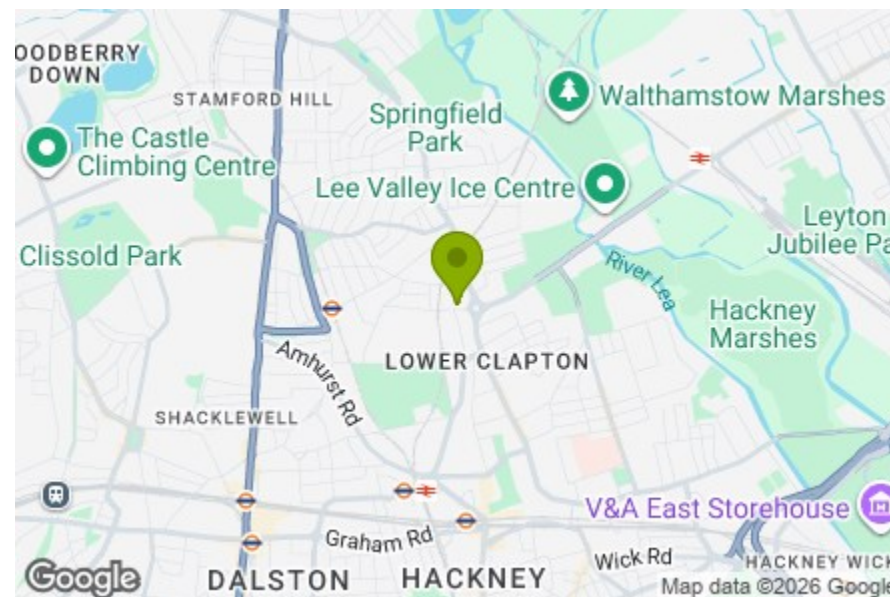 OODBERRY
DOWN
STAMFORD HILL
Walthamstow Marshes
Springfield
Park
The Castle
Climbing Centre
Lee Valley Ice Centre
Leyton
Jubilee Pa
Clissold Park
River Lea
Hackney
Marshes
Amhurst Rd
LOWER CLAPTON
SHACKLEWELL
V&A East Storehouse
Graham Rd
Wick Rd
HACKNEY WICK
Google
DALSTON
HACKNEY
Map data ©2026 Google